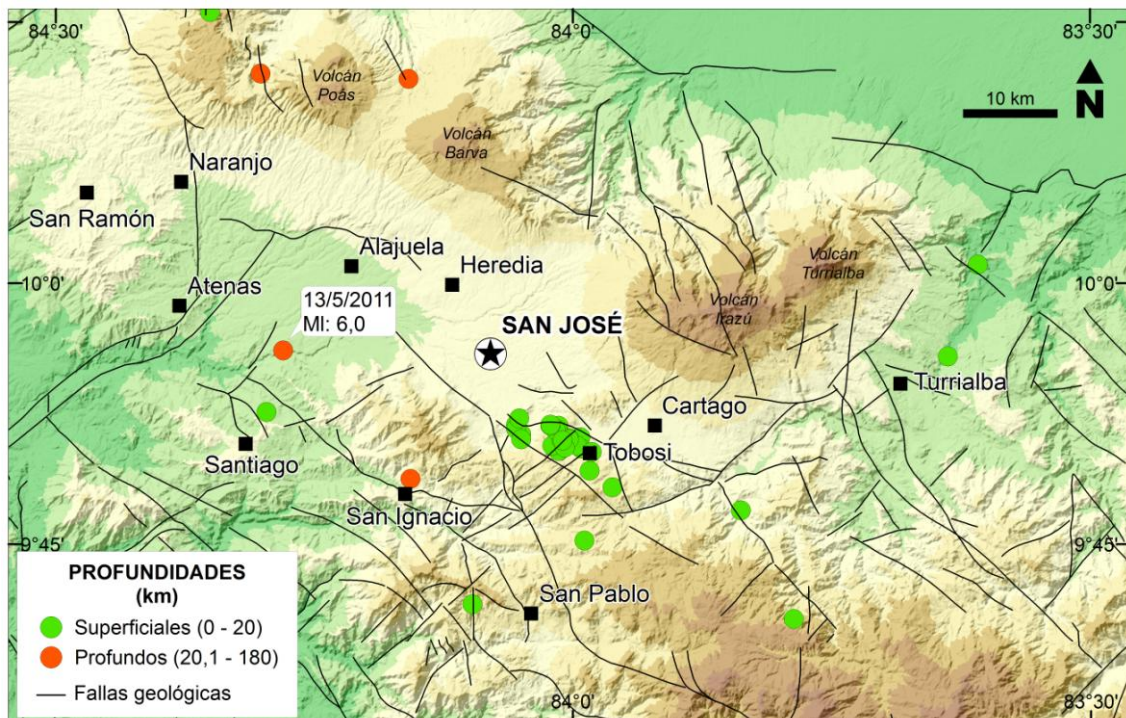 84°30'
84°0'
83°30'
Volcán
Poás
N
10 km
Volcán
Barva
Naranjo
San Ramón
Alajuela
Heredia
Volcán
Turrialba
10°0'
10°0'
Atenas
13/5/2011
Ml: 6,0
Volcán
Irazú
SAN JOSÉ
Turrialba
Cartago
Santiago
Tobosi
San Ignacio
9°45'
9°45'
PROFUNDIDADES
(km)
Superficiales (0 - 20)
Profundos (20,1 - 180)
Fallas geológicas
San Pablo
84°0'
83°30'